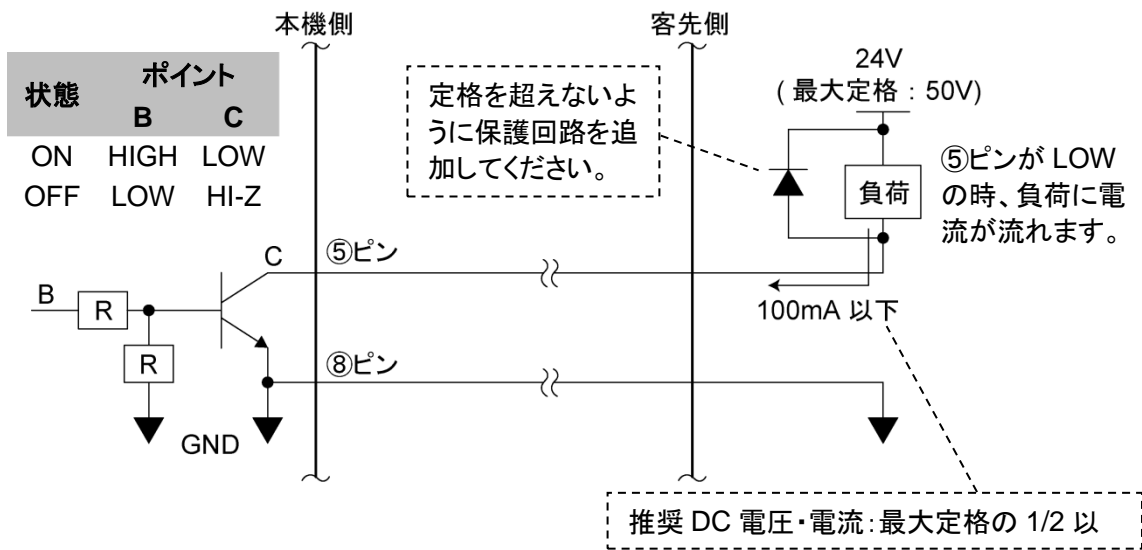 本機側
客先側
状態 ポイント
B C
ON HIGH LOW
OFF LOW HI-Z
定格を超えないよ
うに保護回路を追
加してください。
24V
(最大定格:50V)
負荷
⑤ピンが LOW
の時、負荷に電
流が流れます。
C
⑤ピン
B
R
R
100mA 以下
⑧ピン
GND
推奨 DC 電圧・電流:最大定格の 1/2 以